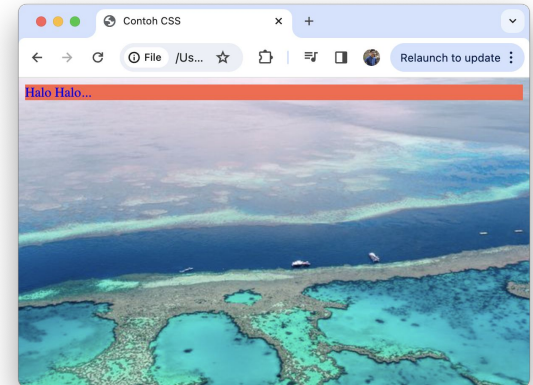 Contoh CSS
File /Us...
Relaunch to update
Halo Halo...